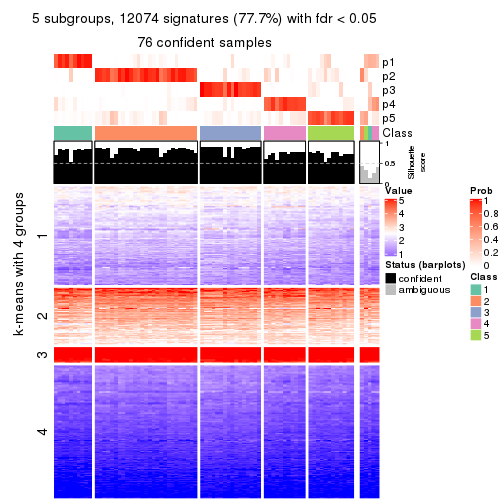 5 subgroups, 12074 signatures (77.7%) with fdr < 0.05
76 confident samples
p1
p2
p3
p4
p5
Class
1
0.5
0
Silhouette
score
k-means with 4 groups
1
2
3
4
Value
5
4
3
2
1
Status (barplots)
confident
ambiguous
Prob
1
0.8
0.6
0.4
0.2
0
Class
1
2
3
4
5